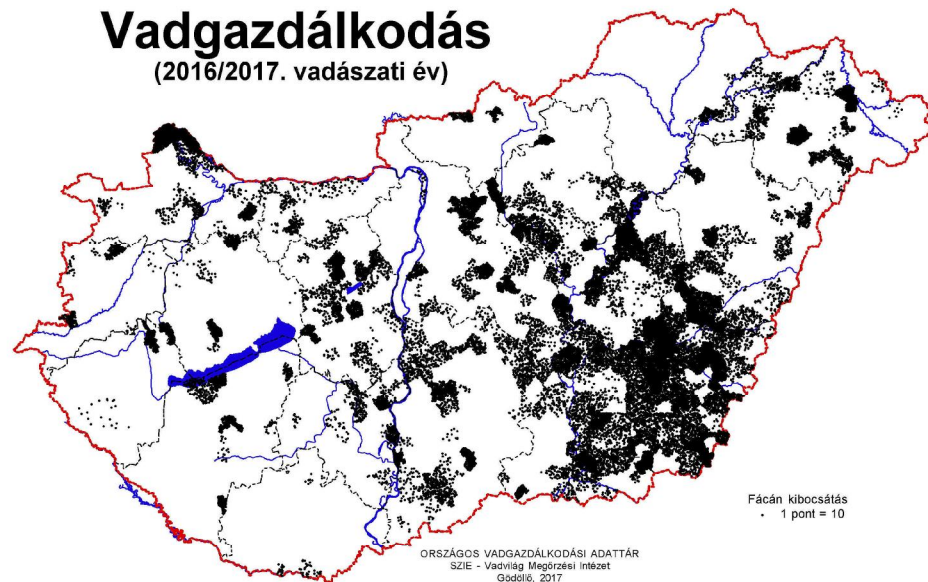 Vadgazdálkodás
(2016/2017. vadászati év)
Fácán kibocsátás
1 pont = 10
ORSZÁGOS VADGAZDÁLKODÁSI ADATTÁR
SZIE - Vadvilág Megőrzési Intézet
Gödöllő, 2017